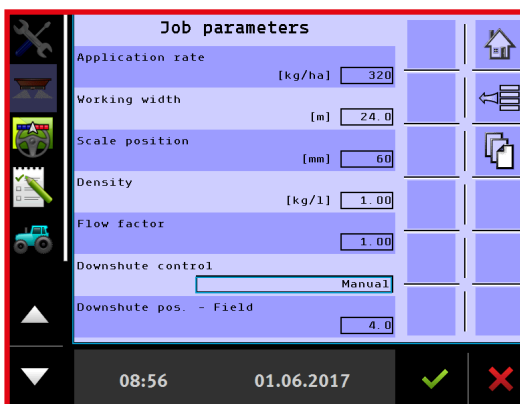 Job parameters
Application rate
[kg/ha] 320
Working width
[m] 24.0
Scale position
[mm] 60
Density
[kg/l] 1.00
Flow factor
1.00
Downshute control
Manual
Downshute pos. - Field
4.0
08:56 01.06.2017